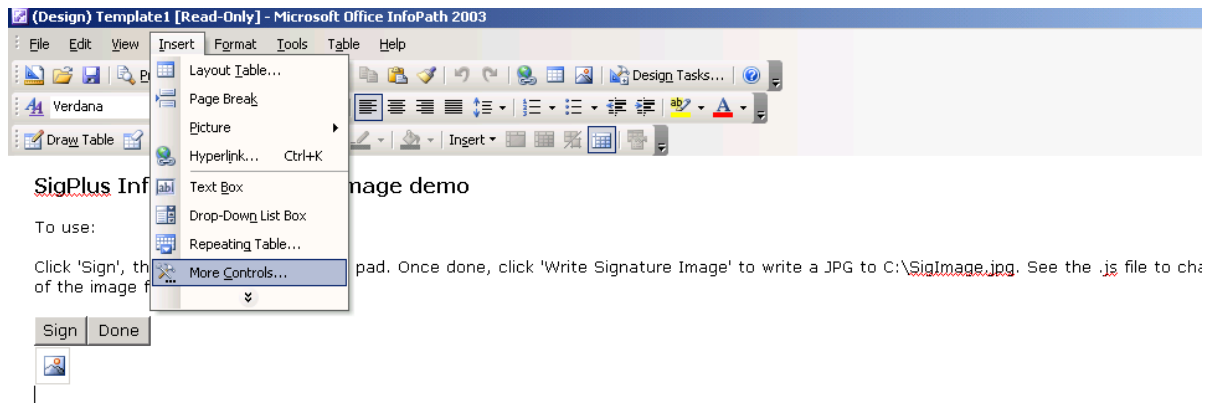 (Design) Template1 [Read-Only] - Microsoft Office InfoPath 2003
File Edit View Insert Format Tools Table Help
Layout Table... Design Tasks...
Verdana
Page Break
Picture
Draw Table Insert
Hyperlink... Ctrl+K
SigPlus Inf Text Box mage demo
Drop-Down List Box
To use:
Repeating Table...
Click 'Sign', th More Controls... pad. Once done, click 'Write Signature Image' to write a JPG to C:\SigImage.jpg. See the .js file to cha
of the image f
Sign Done